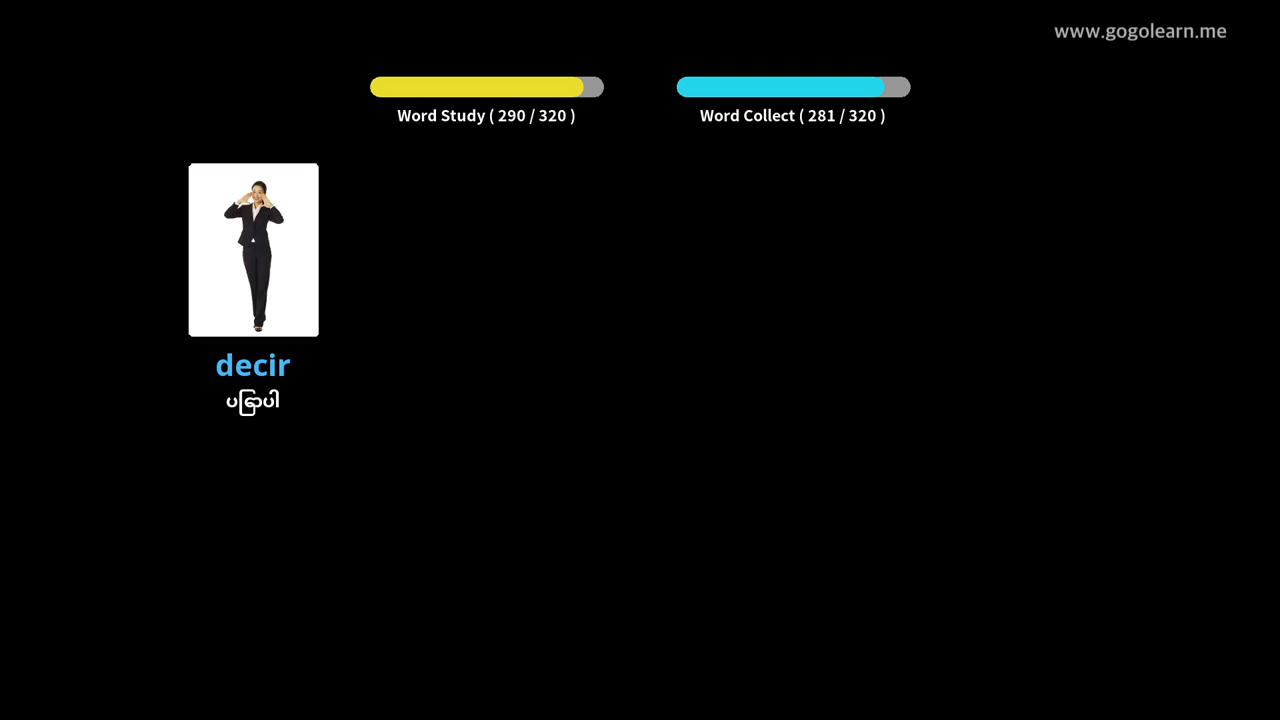 www.gogolearn.me
Word Study ( 290 / 320 )
Word Collect ( 281 / 320 )
decir
ပြောပါ